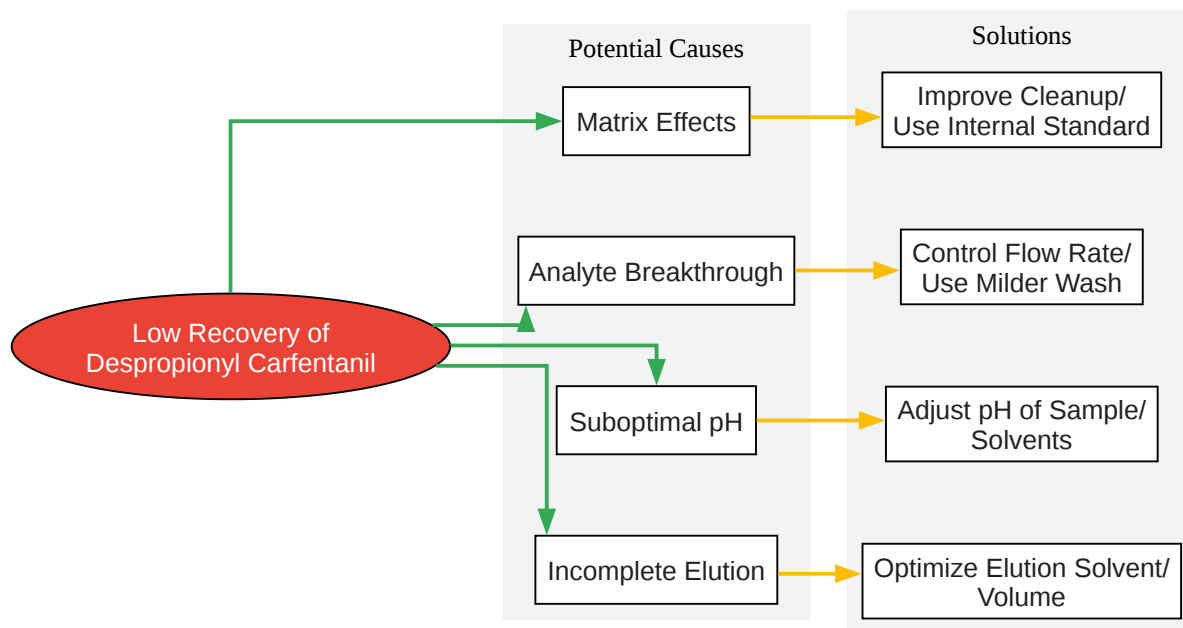 Potential Causes
Solutions
Matrix Effects
Improve Cleanup/
Use Internal Standard
Analyte Breakthrough
Control Flow Rate/
Use Milder Wash
Low Recovery of
Despropionyl Carfentanil
Suboptimal pH
Adjust pH of Sample/
Solvents
Incomplete Elution
Optimize Elution Solvent/
Volume